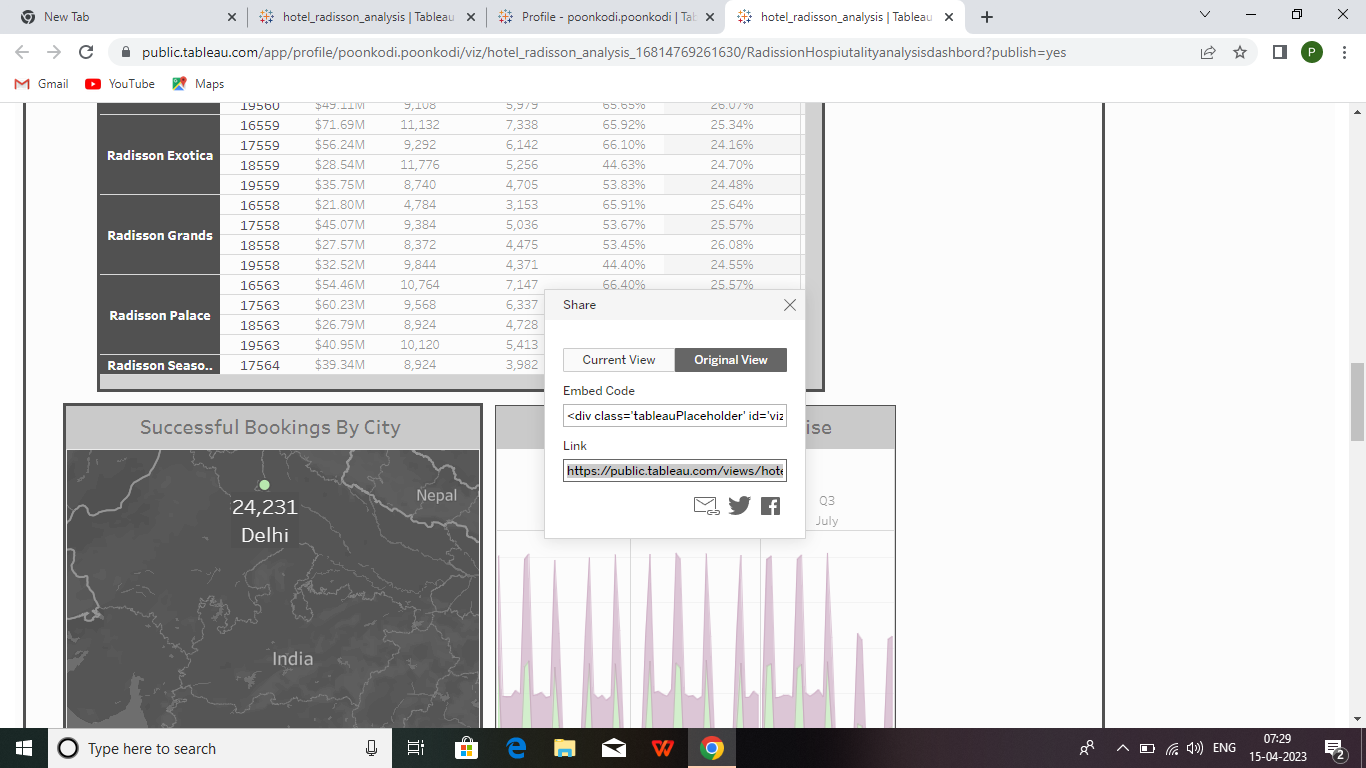 New Tab
hotel_radisson_analysis | Tableau
Profile - poonkodi.poonkodi | Tab
hotel_radisson_analysis | Tableau
public.tableau.com/app/profile/poonkodi.poonkodi/viz/hotel_radisson_analysis_16814769261630/RadissionHospiutalityanalysisdashbord?publish=yes
P
Gmail YouTube Maps
19560 $49.11M 9,108 5,979 65.65% 26.07%
Radisson Exotica
16559 $71.69M 11,132 7,338 65.92% 25.34%
17559 $56.24M 9,292 6,142 66.10% 24.16%
18559 $28.54M 11,776 5,256 44.63% 24.70%
19559 $35.75M 8,740 4,705 53.83% 24.48%
Radisson Grands
16558 $21.80M 4,784 3,153 65.91% 25.64%
17558 $45.07M 9,384 5,036 53.67% 25.57%
18558 $27.57M 8,372 4,475 53.45% 26.08%
19558 $32.52M 9,844 4,371 44.40% 24.55%
Radisson Palace
16563 $54.46M 10,764 7,147 66.40% 25.57%
17563 $60.23M 9,568 6,337
18563 $26.79M 8,924 4,728
19563 $40.95M 10,120 5,413
Radisson Seaso.. 17564 $39.34M 8,924 3,982
Share
Current View Original View
Embed Code
<div class='tableauPlaceholder' id='viz
Link
https://public.tableau.com/views/hote
Successful Bookings By City
ise
24,231
Delhi
Nepal
India
Q3
July
Type here to search
ENG
07:29
15-04-2023
2